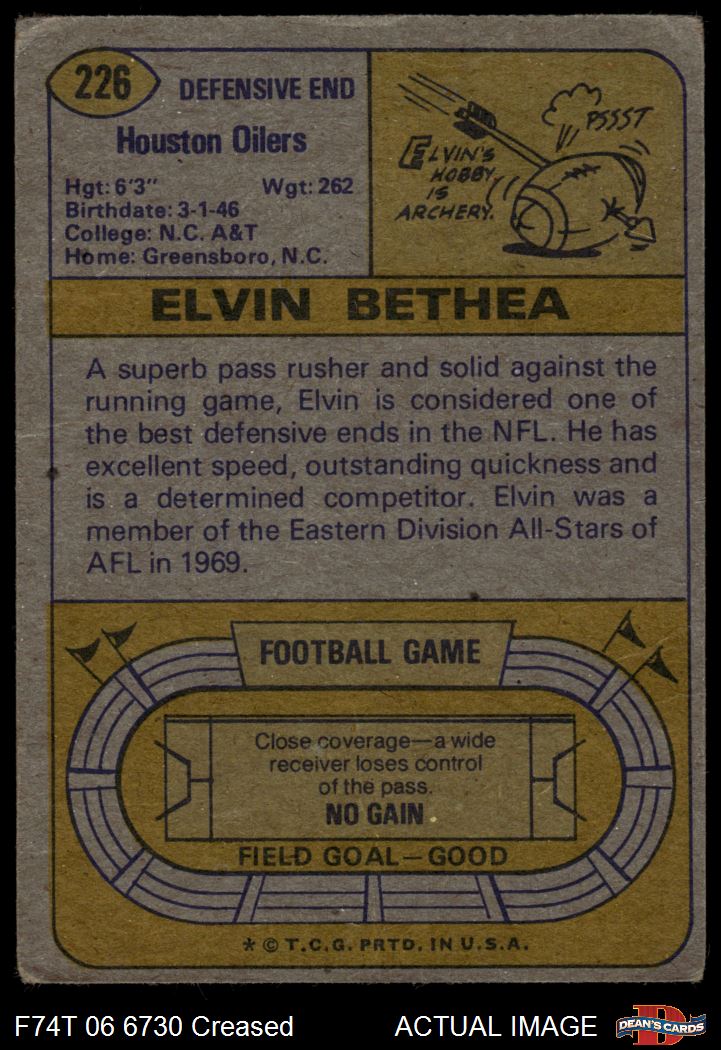 226
DEFENSIVE END
Houston Oilers
Hgt: 6'3" Wgt: 262
Birthdate: 3-1-46
College: N.C. A&T
Home: Greensboro, N.C.
PSSST
ELVIN'S
HOBBY
IS
ARCHERY.
ELVIN BETHEA
A superb pass rusher and solid against the
running game, Elvin is considered one of
the best defensive ends in the NFL. He has
excellent speed, outstanding quickness and
is a determined competitor. Elvin was a
member of the Eastern Division All-Stars of
AFL in 1969.
FOOTBALL GAME
Close coverage—a wide
receiver loses control
of the pass.
NO GAIN
FIELD GOAL—GOOD
* © T.C.G. PRTD. IN U.S.A.
F74T 06 6730 Creased ACTUAL IMAGE
D
DEAN'S CARDS